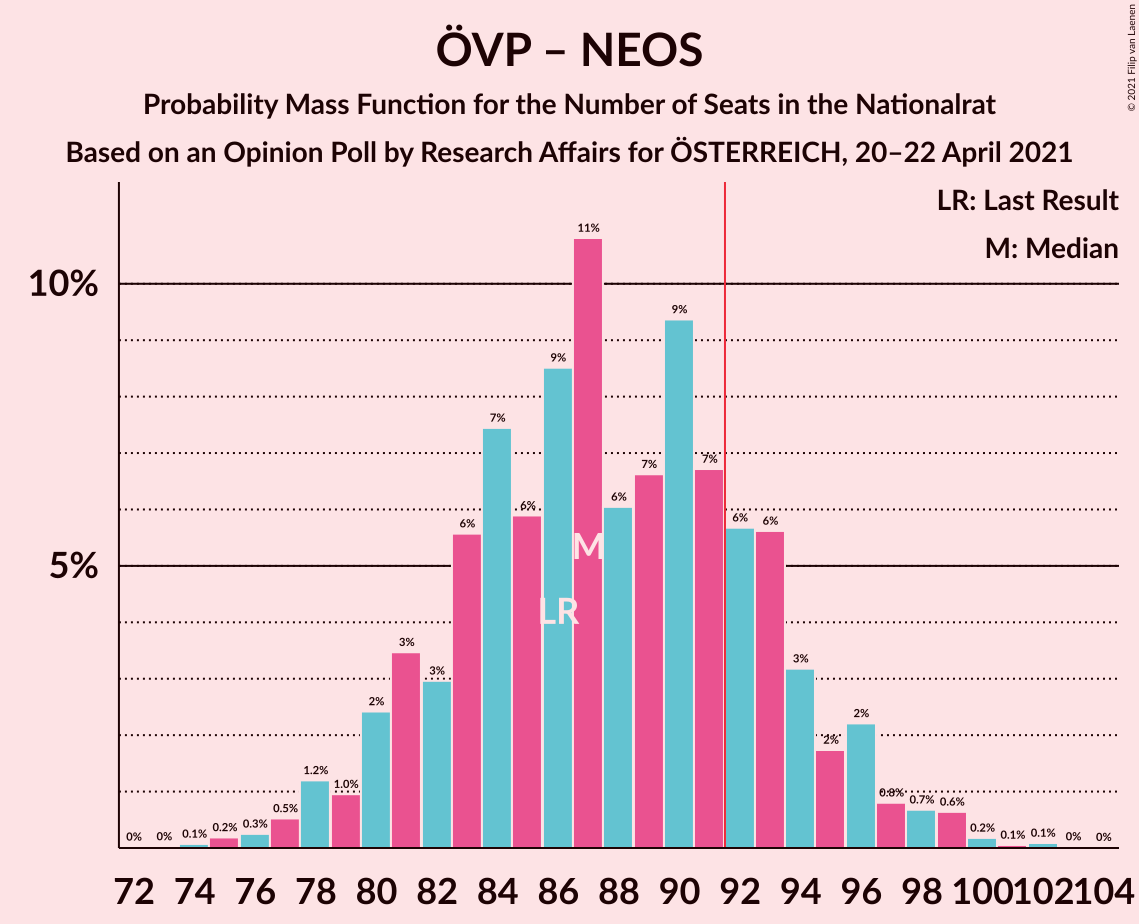 ÖVP – NEOS
Probability Mass Function for the Number of Seats in the Nationalrat
Based on an Opinion Poll by Research Affairs for ÖSTERREICH, 20–22 April 2021
© 2021 Filip van Laenen
LR: Last Result
M: Median
10%
5%
0% 0% 0.1% 0.2% 0.3% 0.5% 1.2% 1.0% 2% 3% 3% 6% 7% 6% 9% 11% 6% 7% 9% 7% 6% 6% 3% 2% 2% 0.8% 0.7% 0.6% 0.2% 0.1% 0.1% 0% 0%
M
LR
72 74 76 78 80 82 84 86 88 90 92 94 96 98 100 102 104